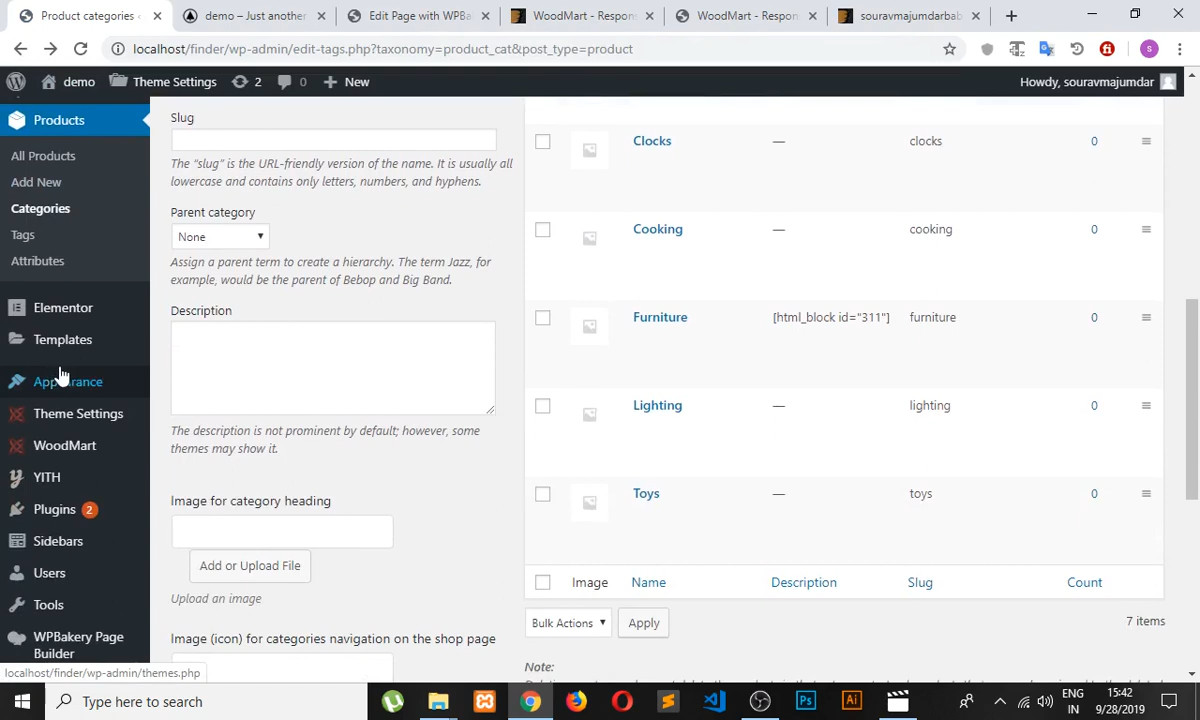 Product categories ‹
demo – Just another
Edit Page with WPBa
WoodMart - Respon
WoodMart - Respon
souravmajumdarbab
localhost/finder/wp-admin/edit-tags.php?taxonomy=product_cat&post_type=product
S
demo
Theme Settings
2
0
New
Howdy, souravmajumdar
Products
All Products
Add New
Categories
Tags
Attributes
Elementor
Templates
Appearance
Theme Settings
WoodMart
YITH
Plugins 2
Sidebars
Users
Tools
WPBakery Page
Builder
localhost/finder/wp-admin/themes.php
Slug
The "slug" is the URL-friendly version of the name. It is usually all
lowercase and contains only letters, numbers, and hyphens.
Parent category
None
Assign a parent term to create a hierarchy. The term Jazz, for
example, would be the parent of Bebop and Big Band.
Description
The description is not prominent by default; however, some
themes may show it.
Image for category heading
Add or Upload File
Upload an image
Image (icon) for categories navigation on the shop page
Clocks — clocks 0
Cooking — cooking 0
Furniture [html_block id="311"] furniture 0
Lighting — lighting 0
Toys — toys 0
Image Name Description Slug Count
Bulk Actions Apply 7 items
Note:
Type here to search
Ps
Ai
ENG
IN
15:42
9/28/2019